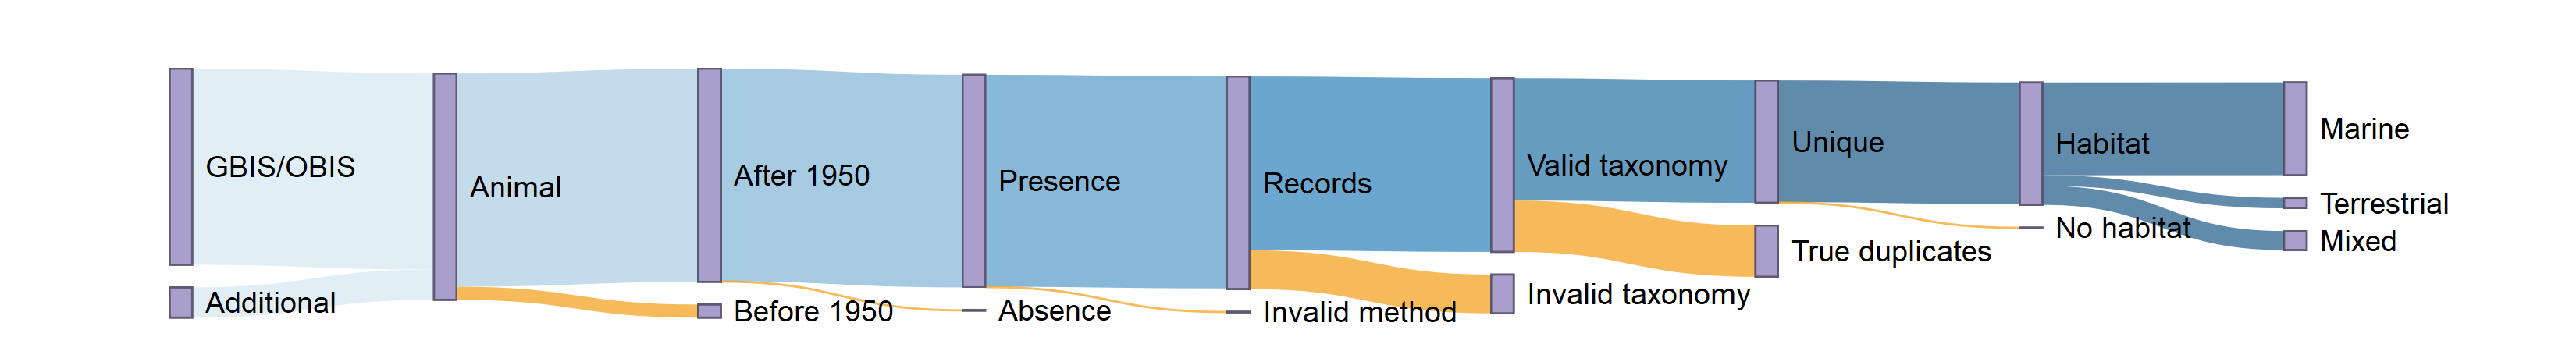 GBIS/OBIS
Additional
Animal
After 1950
Before 1950
Presence
Absence
Records
Invalid method
Valid taxonomy
Invalid taxonomy
Unique
True duplicates
Habitat
No habitat
Marine
Terrestrial
Mixed